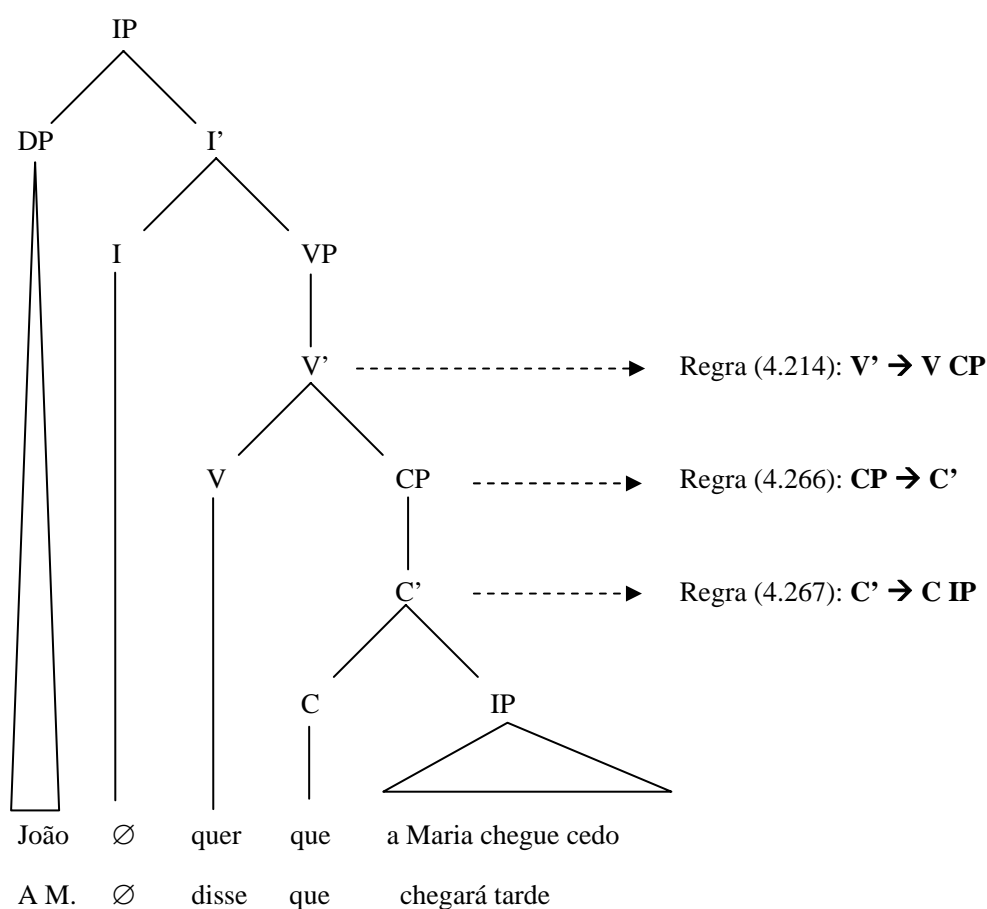 IP
DP I’
I VP
V’ Regra (4.214): V’ → V CP
V CP Regra (4.266): CP → C’
C’ Regra (4.267): C’ → C IP
C IP
João ∅ quer que a Maria chegue cedo
A M. ∅ disse que chegará tarde